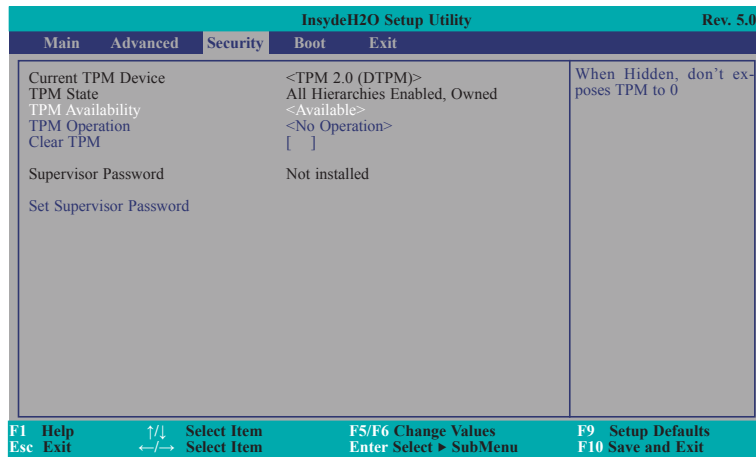 InsydeH2O Setup Utility Rev. 5.0
Main Advanced Security Boot Exit
Current TPM Device <TPM 2.0 (DTPM)>
TPM State All Hierarchies Enabled, Owned
TPM Availability <Available>
TPM Operation <No Operation>
Clear TPM [ ]
Supervisor Password Not installed
Set Supervisor Password
When Hidden, don't ex-
poses TPM to 0
F1 Help ↑/↓ Select Item F5/F6 Change Values F9 Setup Defaults
Esc Exit ←/→ Select Item Enter Select ► SubMenu F10 Save and Exit